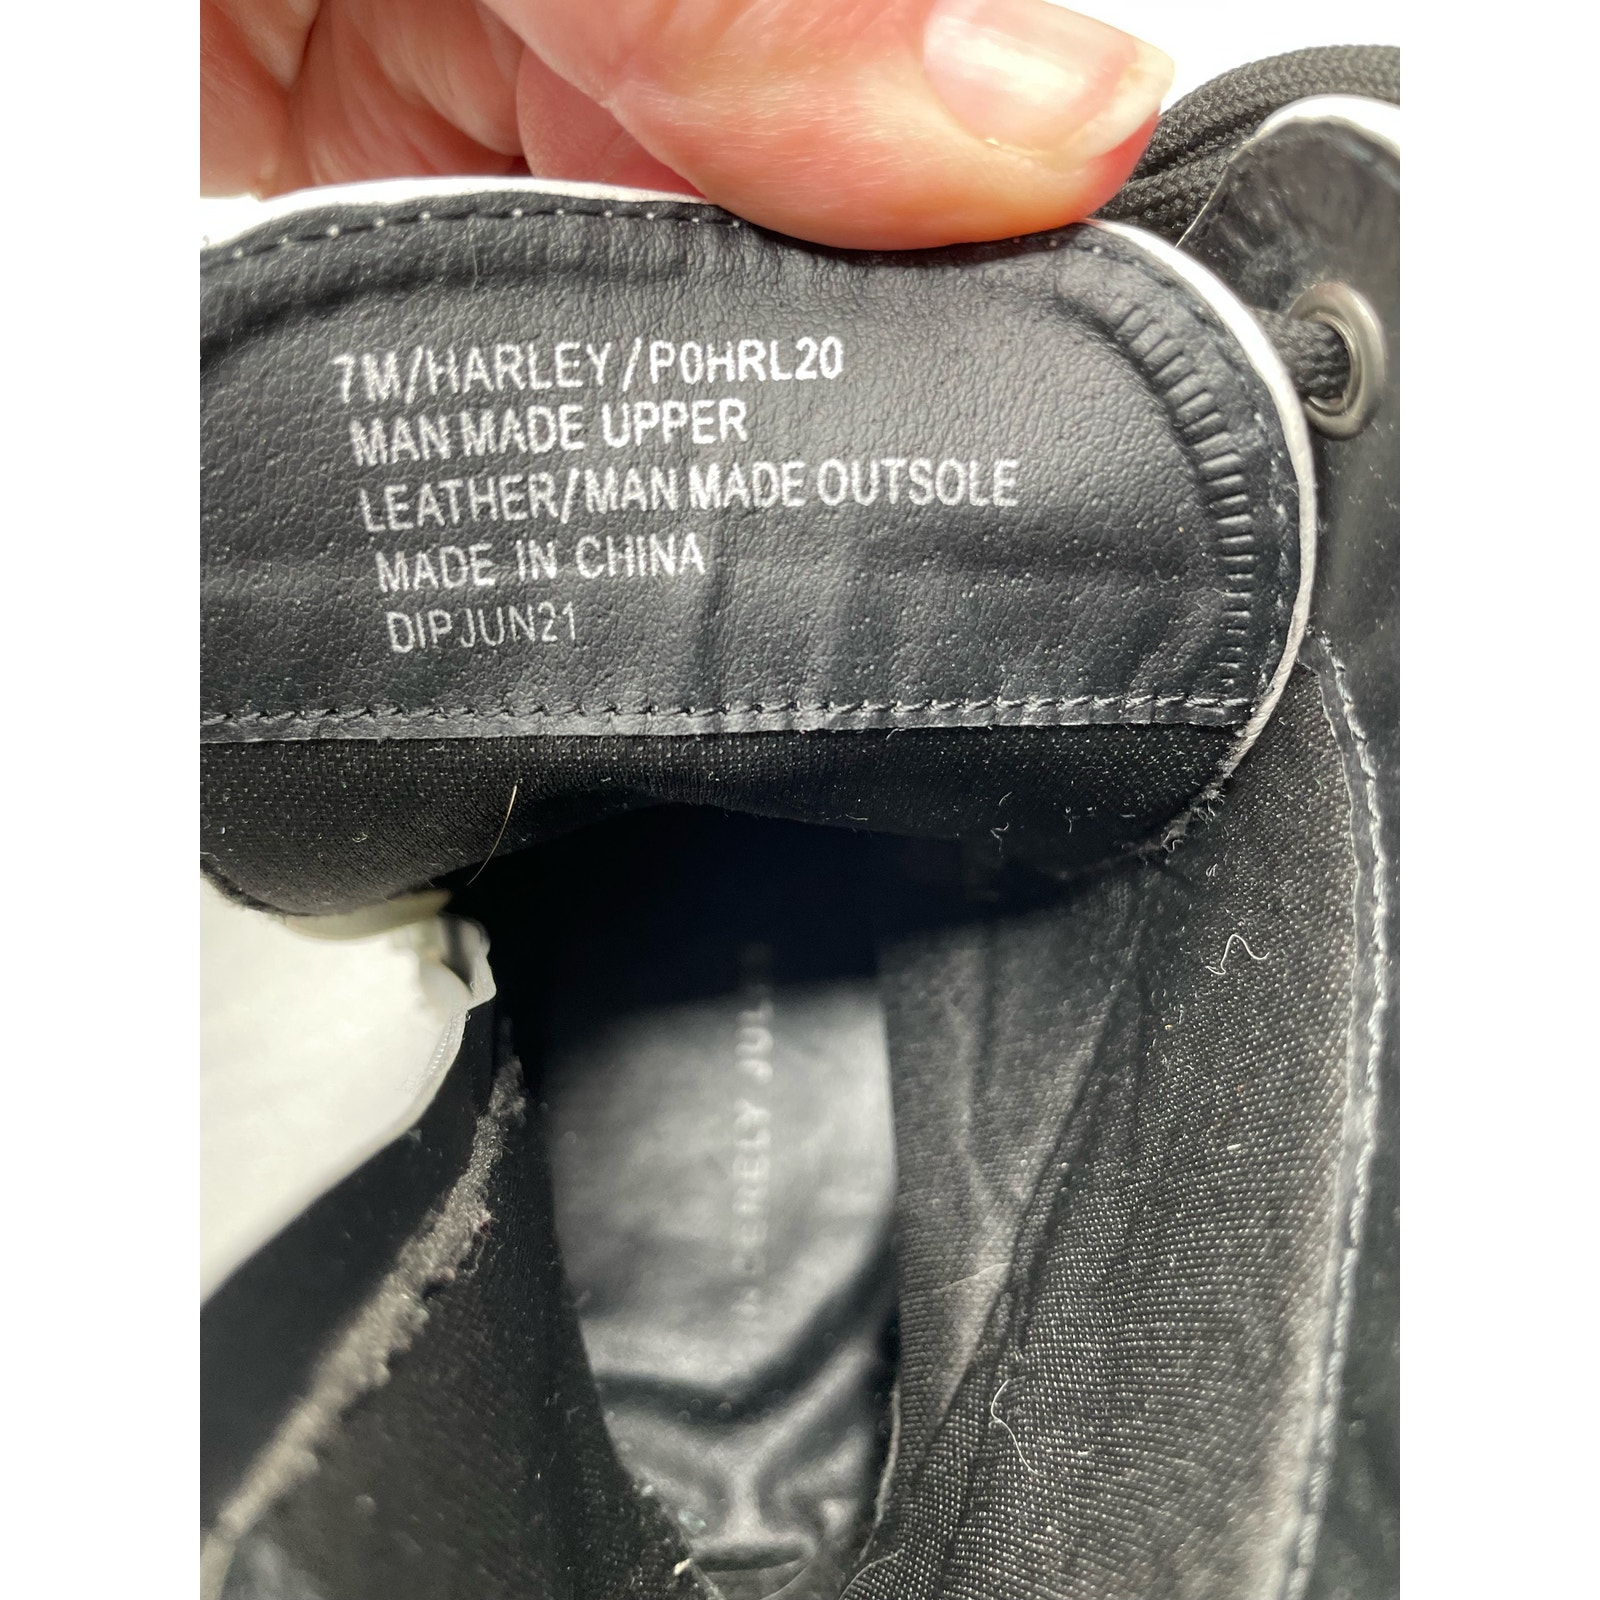 7M/HARLEY/P0HRL20
MAN MADE UPPER
LEATHER/MAN MADE OUTSOLE
MADE IN CHINA
DIPJUN21